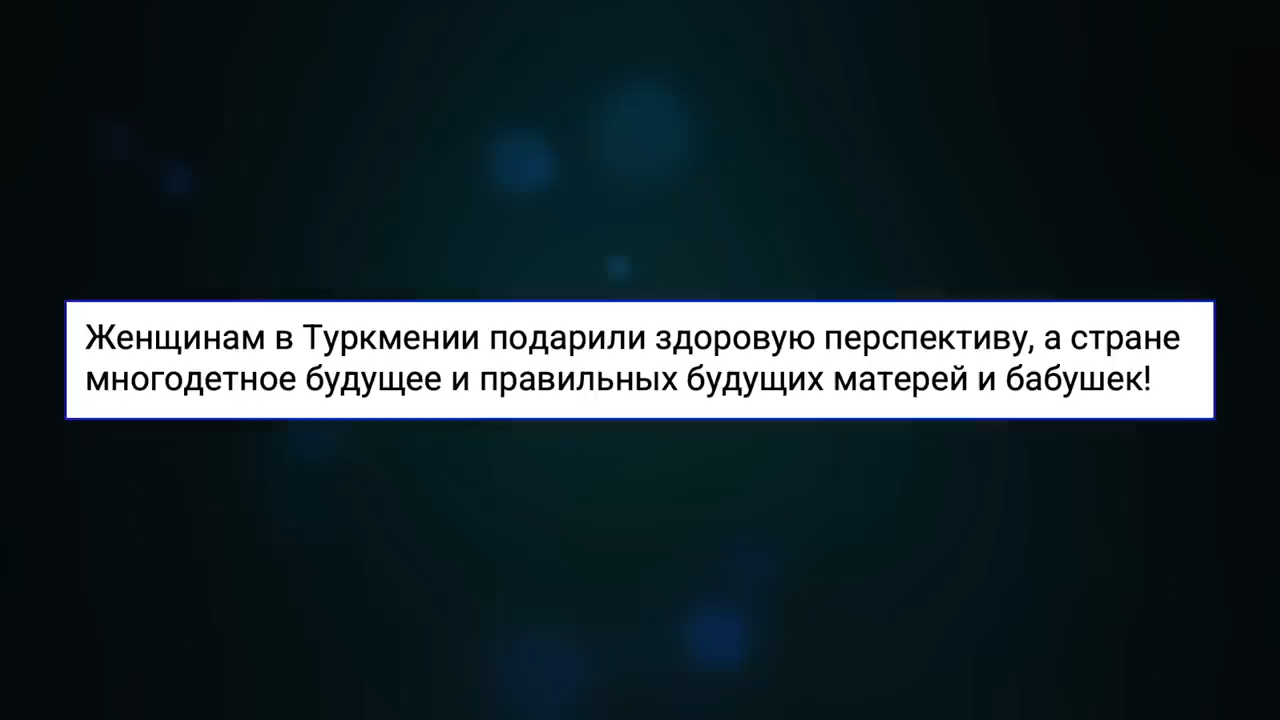 Женщинам в Туркмении подарили здоровую перспективу, а стране
многодетное будущее и правильных будущих матерей и бабушек!